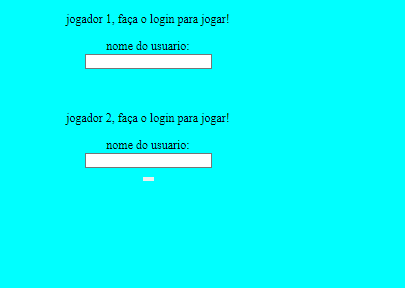 jogador 1, faça o login para jogar!
nome do usuario:
jogador 2, faça o login para jogar!
nome do usuario: